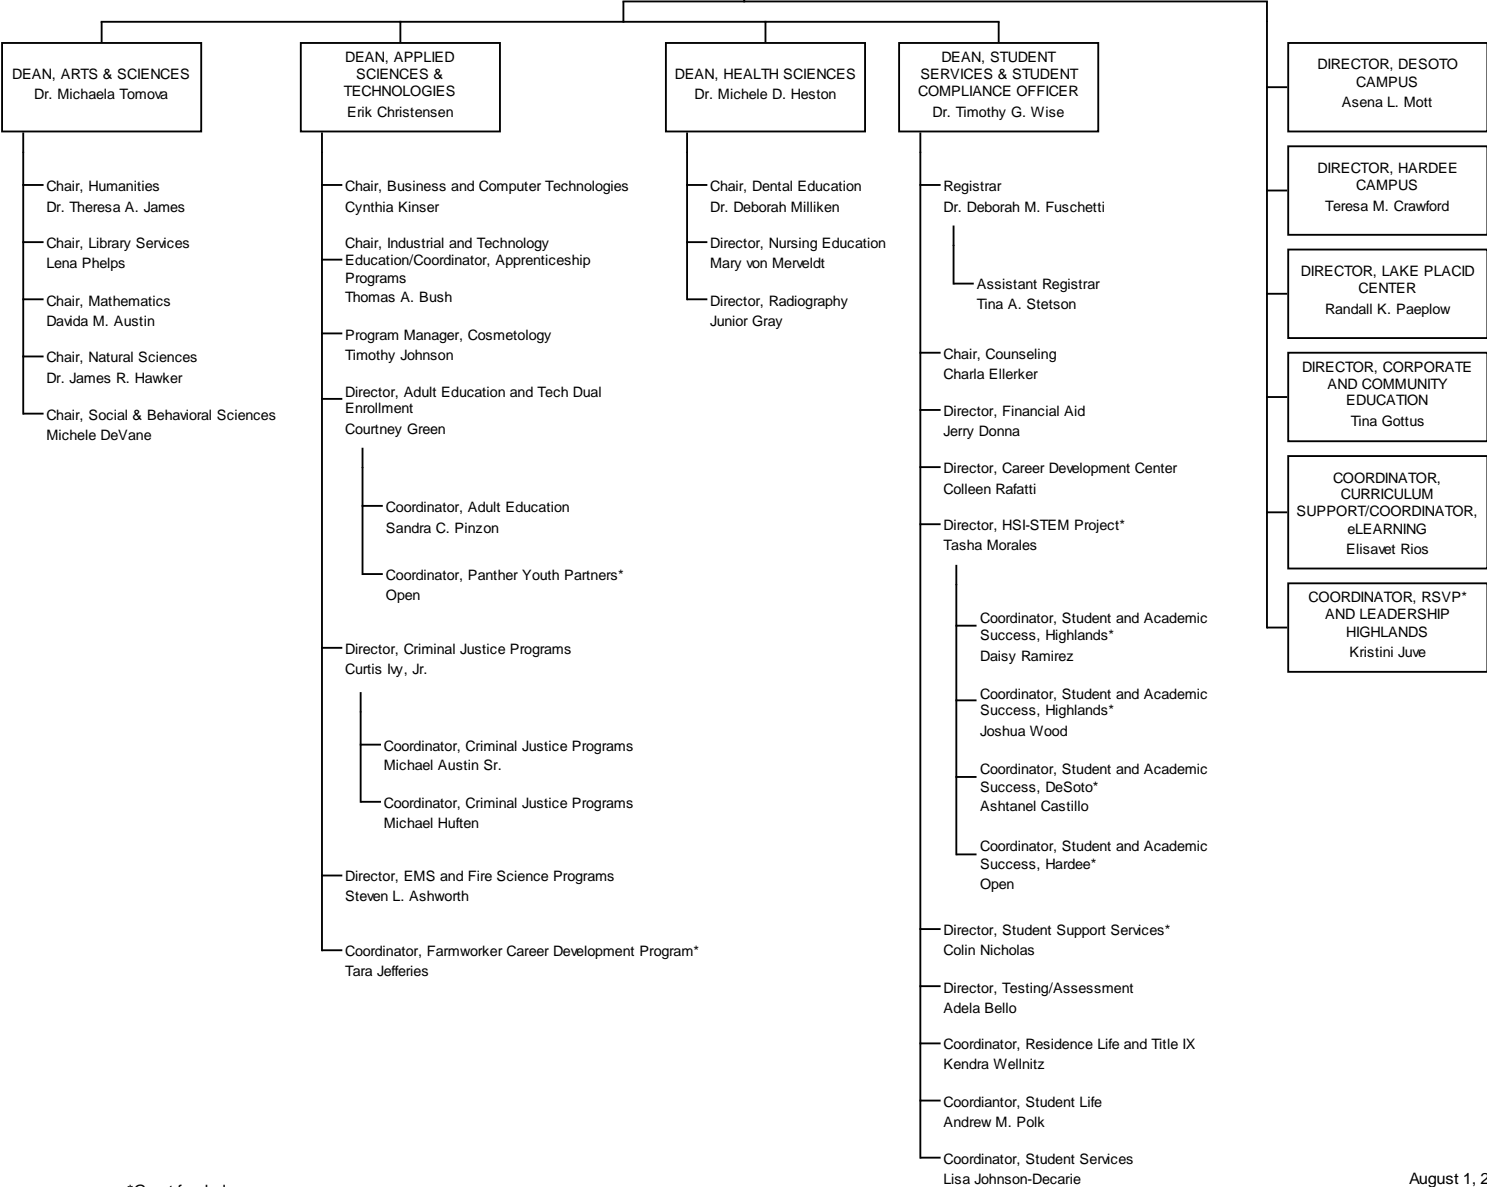 DEAN, ARTS & SCIENCES
Dr. Michaela Tomova
Chair, Humanities
Dr. Theresa A. James
Chair, Library Services
Lena Phelps
Chair, Mathematics
Davida M. Austin
Chair, Natural Sciences
Dr. James R. Hawker
Chair, Social & Behavioral Sciences
Michele DeVane
DEAN, APPLIED
SCIENCES &
TECHNOLOGIES
Erik Christensen
Chair, Business and Computer Technologies
Cynthia Kinser
Chair, Industrial and Technology
Education/Coordinator, Apprenticeship
Programs
Thomas A. Bush
Program Manager, Cosmetology
Timothy Johnson
Director, Adult Education and Tech Dual
Enrollment
Courtney Green
Coordinator, Adult Education
Sandra C. Pinzon
Coordinator, Panther Youth Partners*
Open
Director, Criminal Justice Programs
Curtis Ivy, Jr.
Coordinator, Criminal Justice Programs
Michael Austin Sr.
Coordinator, Criminal Justice Programs
Michael Huften
Director, EMS and Fire Science Programs
Steven L. Ashworth
Coordinator, Farmworker Career Development Program*
Tara Jefferies
DEAN, HEALTH SCIENCES
Dr. Michele D. Heston
Chair, Dental Education
Dr. Deborah Milliken
Director, Nursing Education
Mary von Merveldt
Director, Radiography
Junior Gray
DEAN, STUDENT
SERVICES & STUDENT
COMPLIANCE OFFICER
Dr. Timothy G. Wise
Registrar
Dr. Deborah M. Fuschetti
Assistant Registrar
Tina A. Stetson
Chair, Counseling
Charla Ellerker
Director, Financial Aid
Jerry Donna
Director, Career Development Center
Colleen Rafatti
Director, HSI-STEM Project*
Tasha Morales
Coordinator, Student and Academic
Success, Highlands*
Daisy Ramirez
Coordinator, Student and Academic
Success, Highlands*
Joshua Wood
Coordinator, Student and Academic
Success, DeSoto*
Ashtanel Castillo
Coordinator, Student and Academic
Success, Hardee*
Open
Director, Student Support Services*
Colin Nicholas
Director, Testing/Assessment
Adela Bello
Coordinator, Residence Life and Title IX
Kendra Wellnitz
Coordiantor, Student Life
Andrew M. Polk
Coordinator, Student Services
Lisa Johnson-Decarie
DIRECTOR, DESOTO
CAMPUS
Asena L. Mott
DIRECTOR, HARDEE
CAMPUS
Teresa M. Crawford
DIRECTOR, LAKE PLACID
CENTER
Randall K. Paeplow
DIRECTOR, CORPORATE
AND COMMUNITY
EDUCATION
Tina Gottus
COORDINATOR,
CURRICULUM
SUPPORT/COORDINATOR,
eLEARNING
Elisavet Rios
COORDINATOR, RSVP*
AND LEADERSHIP
HIGHLANDS
Kristini Juve
August 1, 2